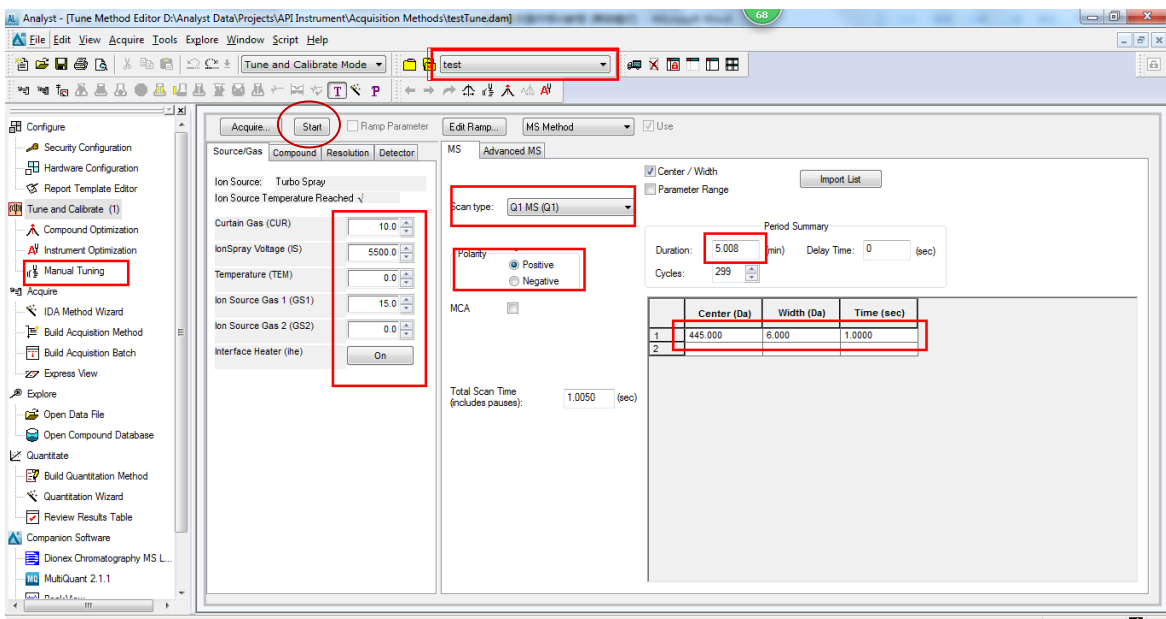 Analyst - [Tune Method Editor D:\Analyst Data\Projects\API Instrument\Acquisition Methods\testTune.dam]
68
File Edit View Acquire Tools Explore Window Script Help
Tune and Calibrate Mode
test
Configure
Security Configuration
Hardware Configuration
Report Template Editor
Tune and Calibrate (1)
Compound Optimization
Instrument Optimization
Manual Tuning
Acquire
IDA Method Wizard
Build Acquisition Method
Build Acquisition Batch
Express View
Explore
Open Data File
Open Compound Database
Quantitate
Build Quantitation Method
Quantitation Wizard
Review Results Table
Companion Software
Dionex Chromatography MS L...
MultiQuant 2.1.1
Acquire... Start Ramp Parameter Edit Ramp... MS Method Use
Source/Gas Compound Resolution Detector
Ion Source: Turbo Spray
Ion Source Temperature Reached √
Curtain Gas (CUR) 10.0
IonSpray Voltage (IS) 5500.0
Temperature (TEM) 0.0
Ion Source Gas 1 (GS1) 15.0
Ion Source Gas 2 (GS2) 0.0
Interface Heater (ihe) On
MS Advanced MS
Scan type: Q1 MS (Q1)
Polarity
Positive
Negative
MCA
Total Scan Time
(includes pauses): 1.0050 (sec)
Center / Width
Parameter Range
Import List
Period Summary
Duration: 5.008 (min) Delay Time: 0 (sec)
Cycles: 299
Center (Da) Width (Da) Time (sec)
1 445.000 6.000 1.0000
2